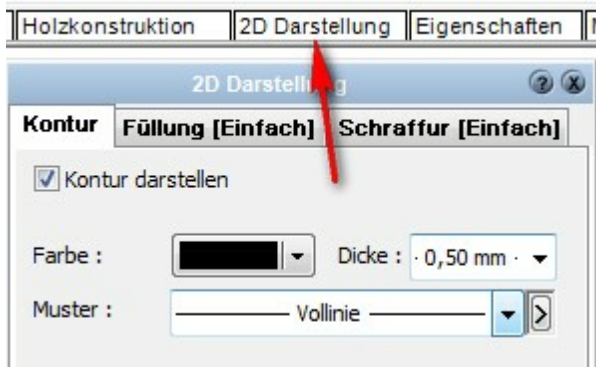 Holzkonstruktion 2D Darstellung Eigenschaften
2D Darstellung
Kontur Füllung [Einfach] Schraffur [Einfach]
Kontur darstellen
Farbe : Dicke : · 0,50 mm ·
Muster : Vollinie